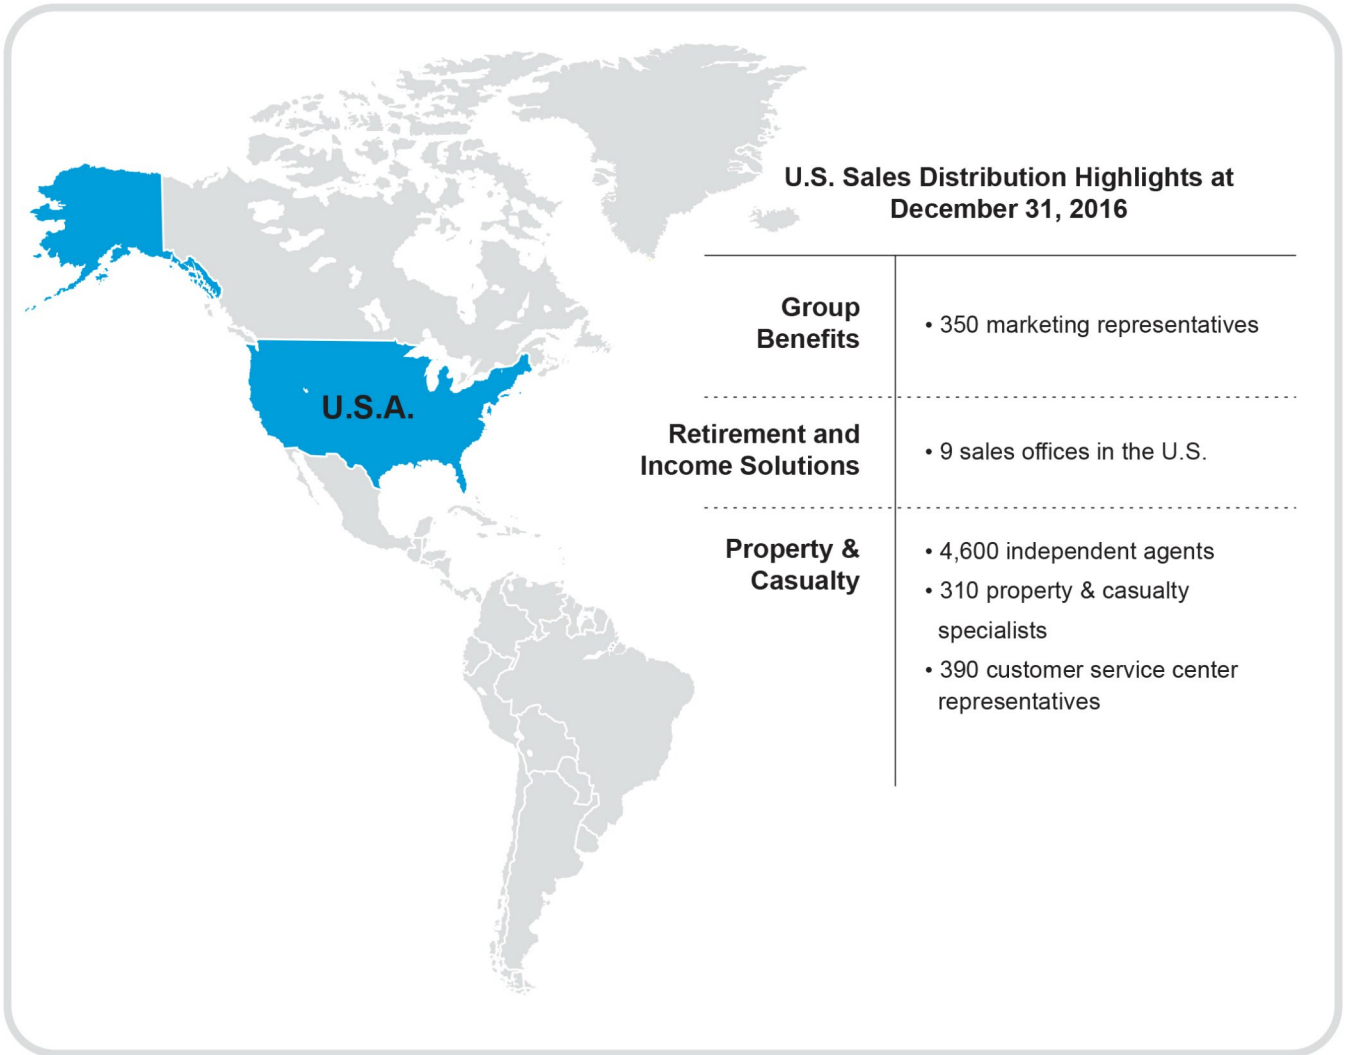 U.S. Sales Distribution Highlights at
December 31, 2016
Group
Benefits
• 350 marketing representatives
Retirement and
Income Solutions
• 9 sales offices in the U.S.
Property &
Casualty
• 4,600 independent agents
• 310 property & casualty
specialists
• 390 customer service center
representatives
U.S.A.